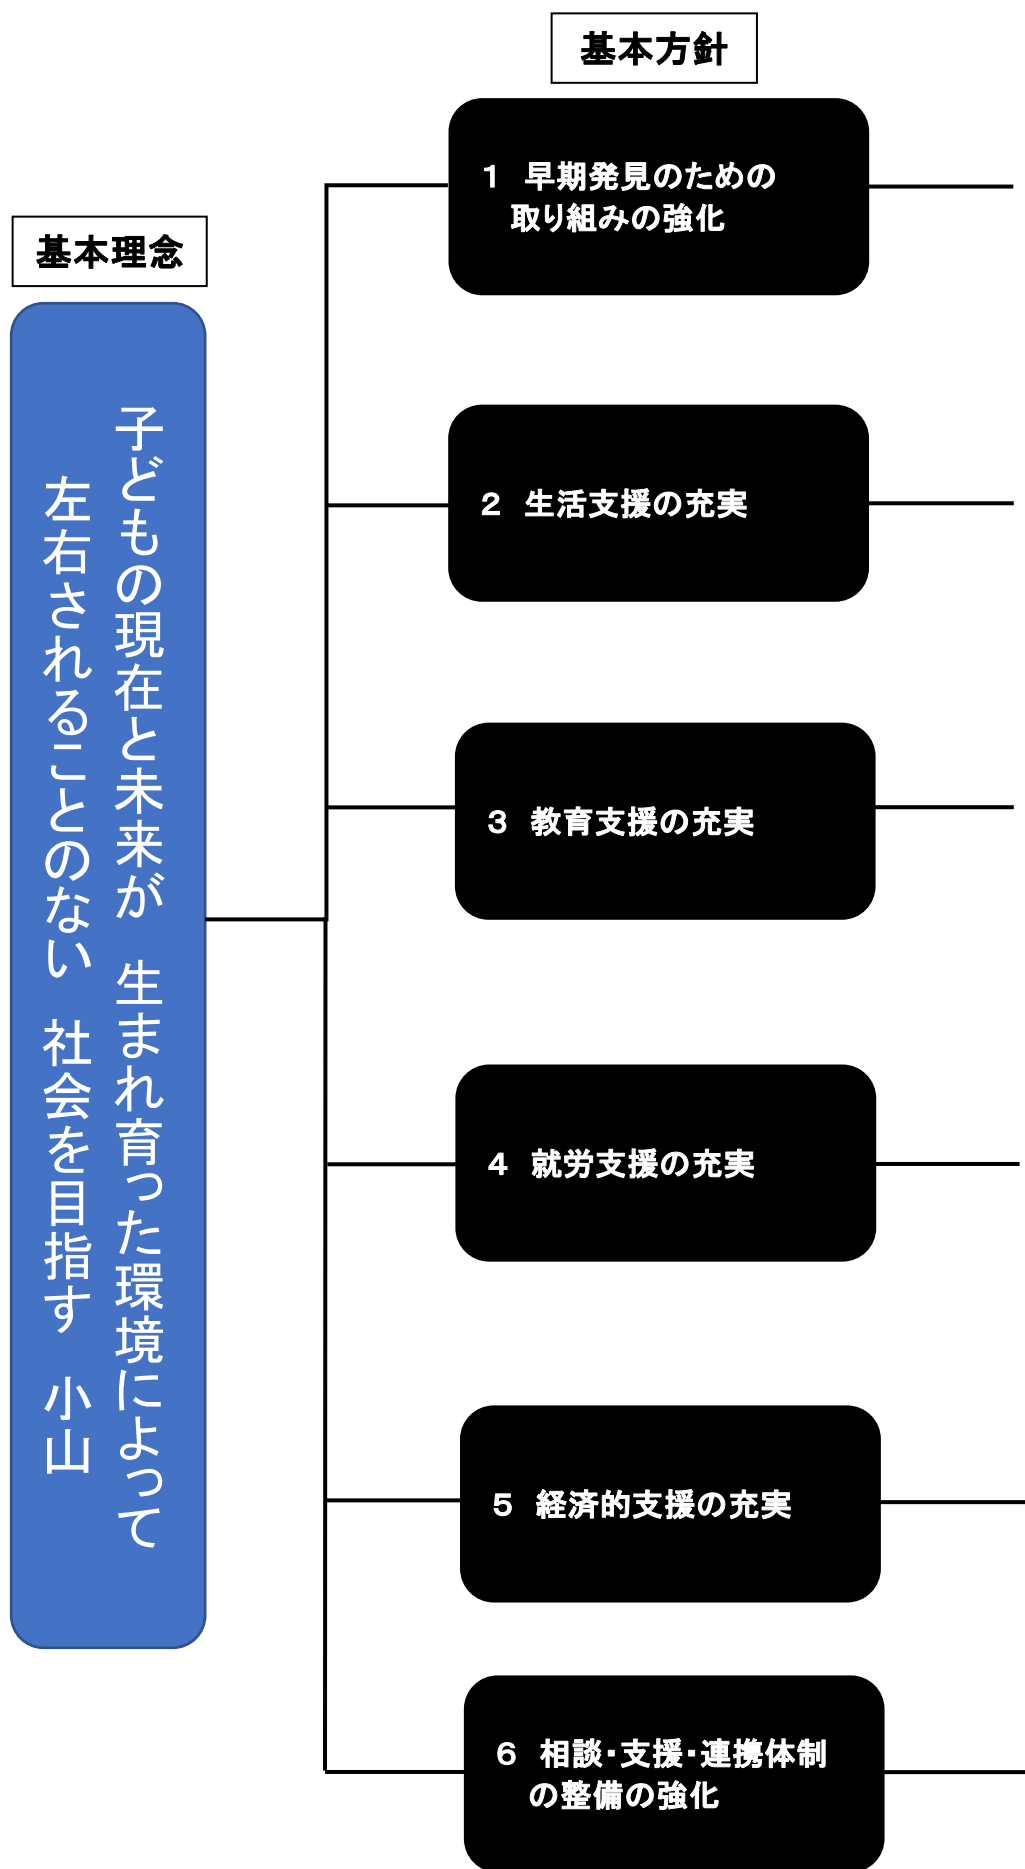 基本方針
基本理念
子どもの現在と未来が　生まれ育った環境によって
左右されることのない　社会を目指す　小山
１　早期発見のための
取り組みの強化
２　生活支援の充実
３　教育支援の充実
４　就労支援の充実
５　経済的支援の充実
６　相談・支援・連携体制
の整備の強化